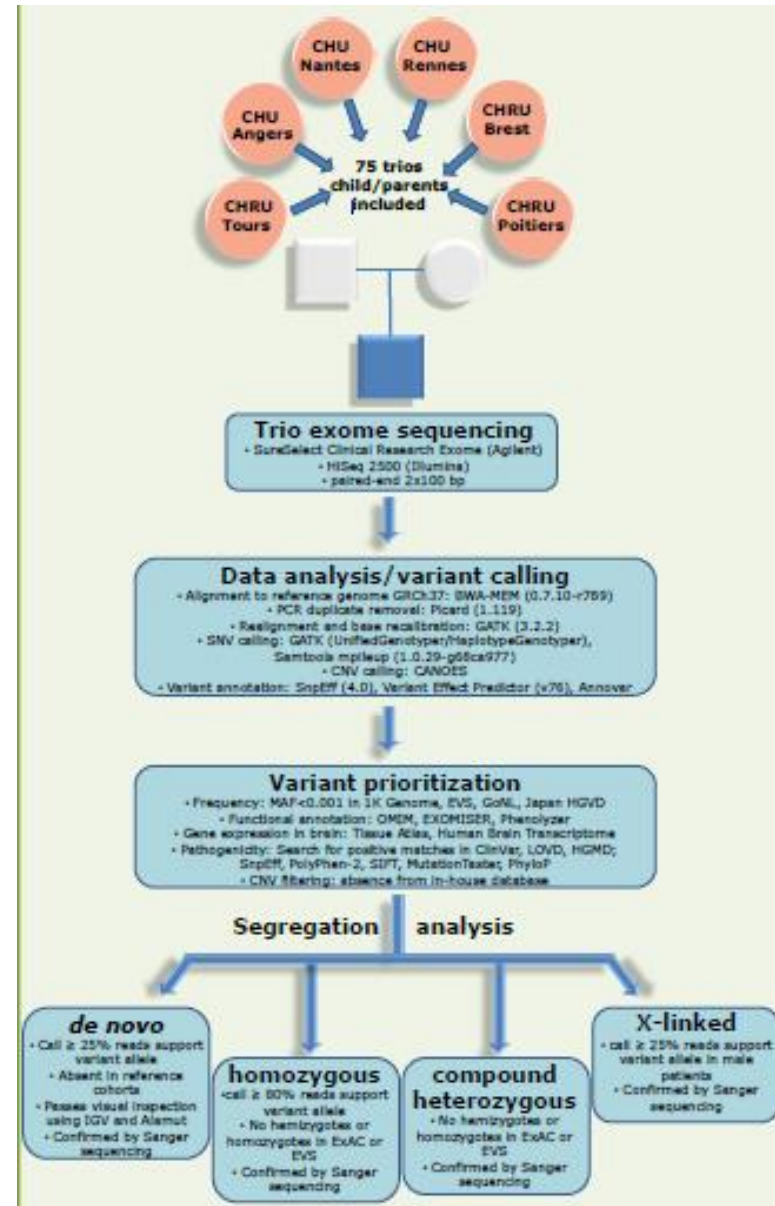 CHU
Nantes
CHU
Rennes
CHU
Angers
CHRU
Brest
75 trios
child/parents
included
CHRU
Tours
CHRU
Poitiers
Trio exome sequencing
• SureSelect Clinical Research Exome (Agilent)
• HiSeq 2500 (Illumina)
• paired-end 2x100 bp
Data analysis/variant calling
• Alignment to reference genome GRCh37: BWA-MEM (0.7.10-r789)
• PCR duplicate removal: Picard (1.119)
• Realignment and base recalibration: GATK (3.2.2)
• SNV calling: GATK (UnifiedGenotyper/HaplotypeGenotyper),
Samtools mpileup (1.0.29-g66ca977)
• CNV calling: CANOES
• Variant annotation: SnpEff (4.0), Variant Effect Predictor (v76), Annovar
Variant prioritization
• Frequency: MAF<0.001 in 1K Genome, EVS, GoNL, Japan HGVD
• Functional annotation: OMIM, EXOMISER, Phenolyzer
• Gene expression in brain: Tissue Atlas, Human Brain Transcriptome
• Pathogenicity: Search for positive matches in ClinVar, LOVD, HGMD;
SnpEff, PolyPhen-2, SIFT, MutationTaster, PhyloP
• CNV filtering: absence from in-house database
Segregation analysis
de novo
• Call ≥ 25% reads support
variant allele
• Absent in reference
cohorts
• Passes visual inspection
using IGV and Alamut
• Confirmed by Sanger
sequencing
homozygous
•call ≥ 80% reads support
variant allele
• No hemizygotes or
homozygotes in ExAC or
EVS
• Confirmed by Sanger
sequencing
compound
heterozygous
• No hemizygotes or
homozygotes in ExAC or
EVS
• Confirmed by Sanger
sequencing
X-linked
• call ≥ 25% reads support
variant allele in male
patients
• Confirmed by Sanger
sequencing